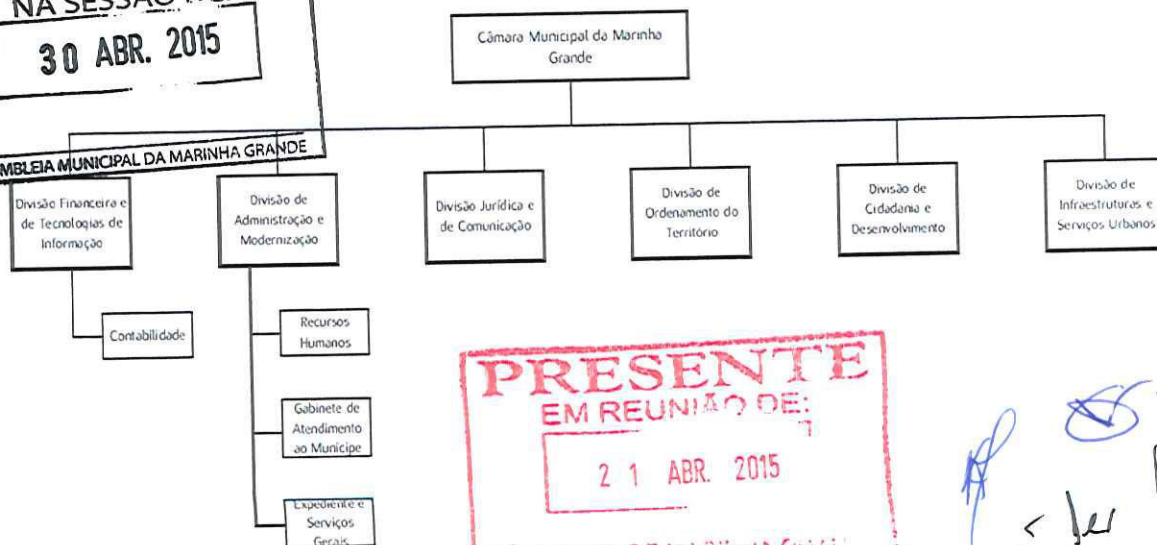 NA SESSÃO
30 ABR. 2015
MBLEIA MUNICIPAL DA MARINHA GRANDE
Câmara Municipal da Marinha
Grande
Divisão Financeira e
de Tecnologias de
Informação
Divisão de
Administração e
Modernização
Divisão Jurídica e
de Comunicação
Divisão de
Ordenamento do
Território
Divisão de
Cidadania e
Desenvolvimento
Divisão de
Infraestruturas e
Serviços Urbanos
Contabilidade
Recursos
Humanos
Gabinete de
Atendimento
ao Munícipe
Expediente e
Serviços
Gerais
PRESENTE
EM REUNIÃO DE:
21 ABR. 2015